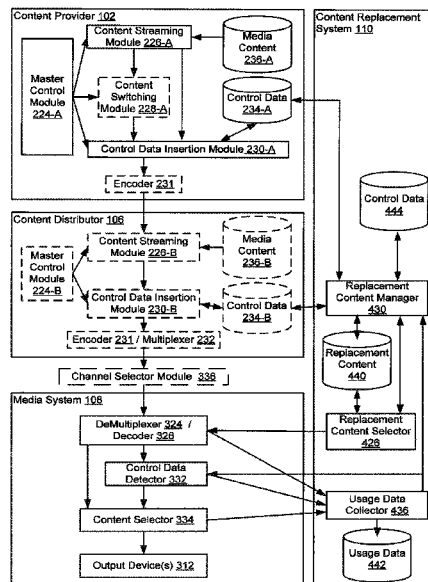 Content Provider 102
Content Streaming
Module 226-A
Media
Content
236-A
Master
Control
Module
224-A
Content
Switching
Module 228-A
Control Data
234-A
Control Data Insertion Module 230-A
Encoder 231
Content Distributor 106
Content Streaming
Module 226-B
Media
Content
236-B
Master
Control
Module
224-B
Control Data
Insertion Module
230-B
Control Data
234-B
Encoder 231 / Multiplexer 232
Channel Selector Module 336
Media System 108
DeMultiplexer 324 /
Decoder 326
Control Data
Detector 332
Content Selector 334
Output Device(s) 312
Content Replacement
System 110
Control Data
444
Replacement
Content Manager
430
Replacement
Content
440
Replacement
Content Selector
426
Usage Data
Collector 436
Usage Data
442